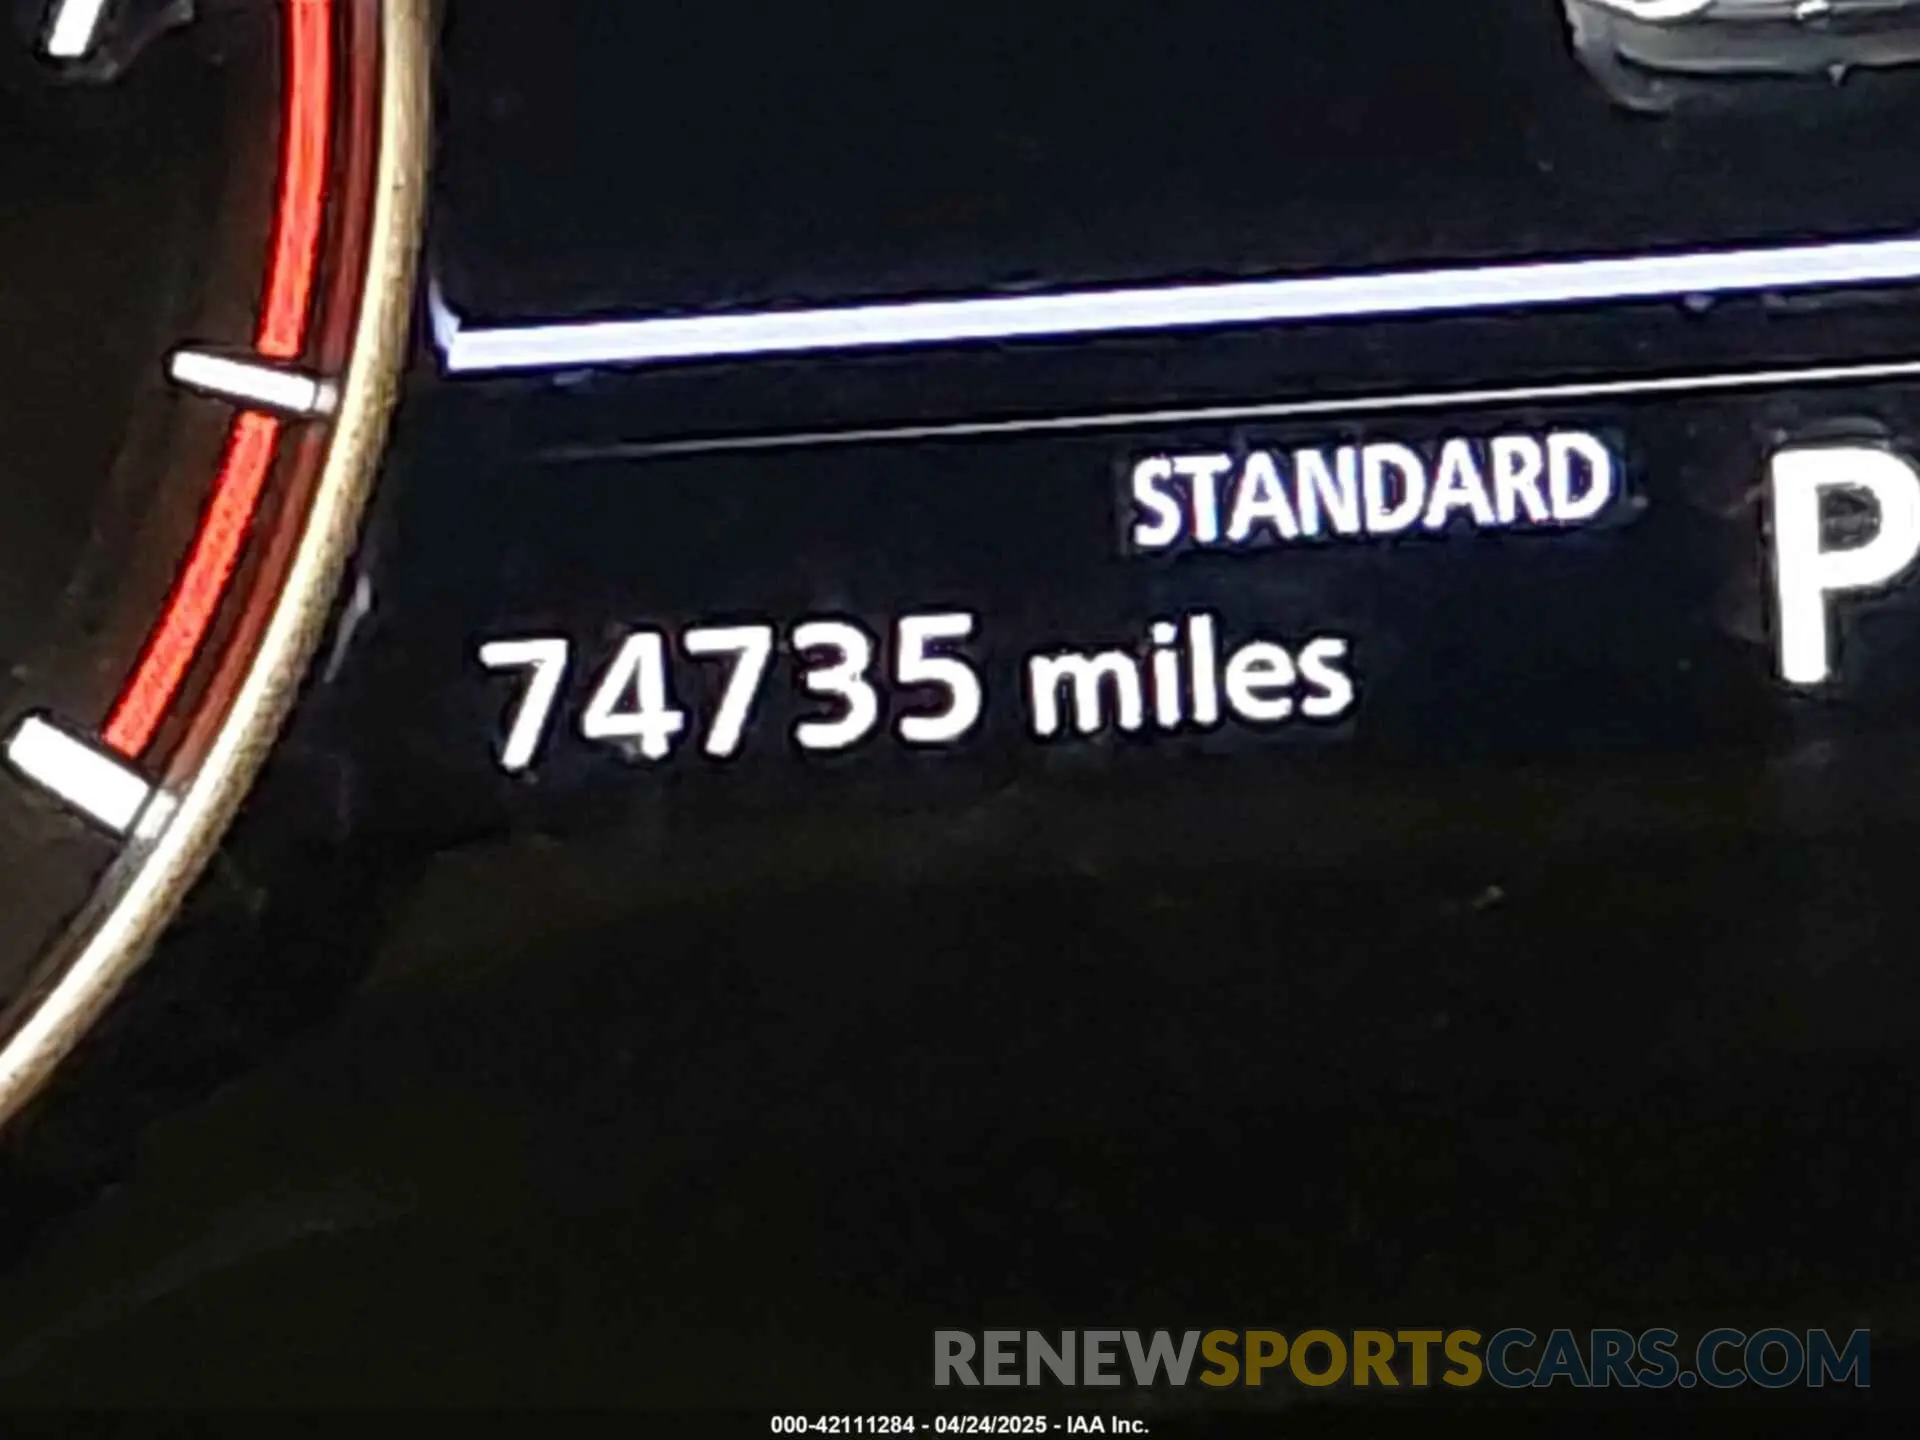 STANDARD
P
74735 miles
RENEWSPORTSCARS.COM
000-42111284 - 04/24/2025 - IAA Inc.